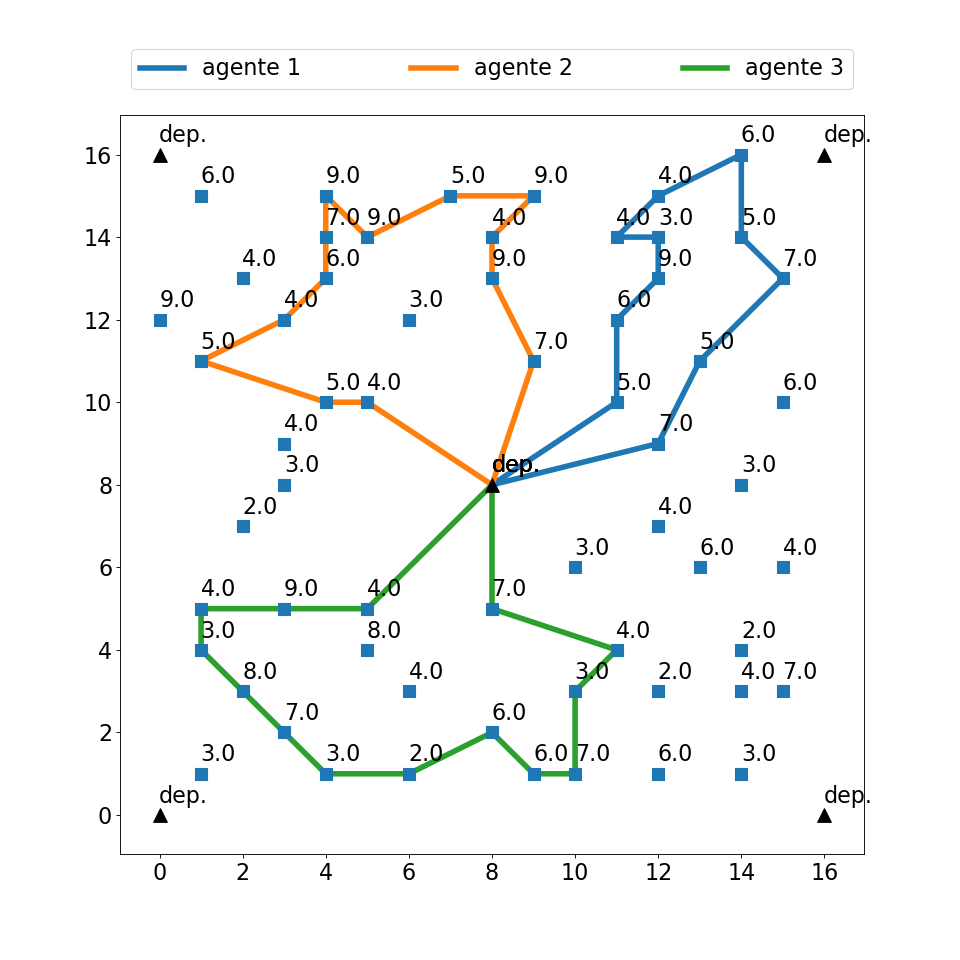 agente 1 agente 2 agente 3
dep. 6.0 dep.
16
6.0 9.0 5.0 9.0 4.0
7.0 9.0 4.0 4.0 3.0 5.0
14
4.0 6.0 9.0 9.0 7.0
9.0 4.0 3.0 6.0
12
5.0 7.0 5.0
5.0 4.0 5.0 6.0
10
4.0 7.0
3.0 dep. dep. 3.0
8
2.0 4.0
3.0 6.0 4.0
6
4.0 9.0 4.0 7.0
3.0 8.0 4.0 2.0
4
8.0 4.0 3.0 2.0 4.0 7.0
7.0 6.0
2
3.0 3.0 2.0 6.0 7.0 6.0 3.0
dep. dep.
0
0 2 4 6 8 10 12 14 16